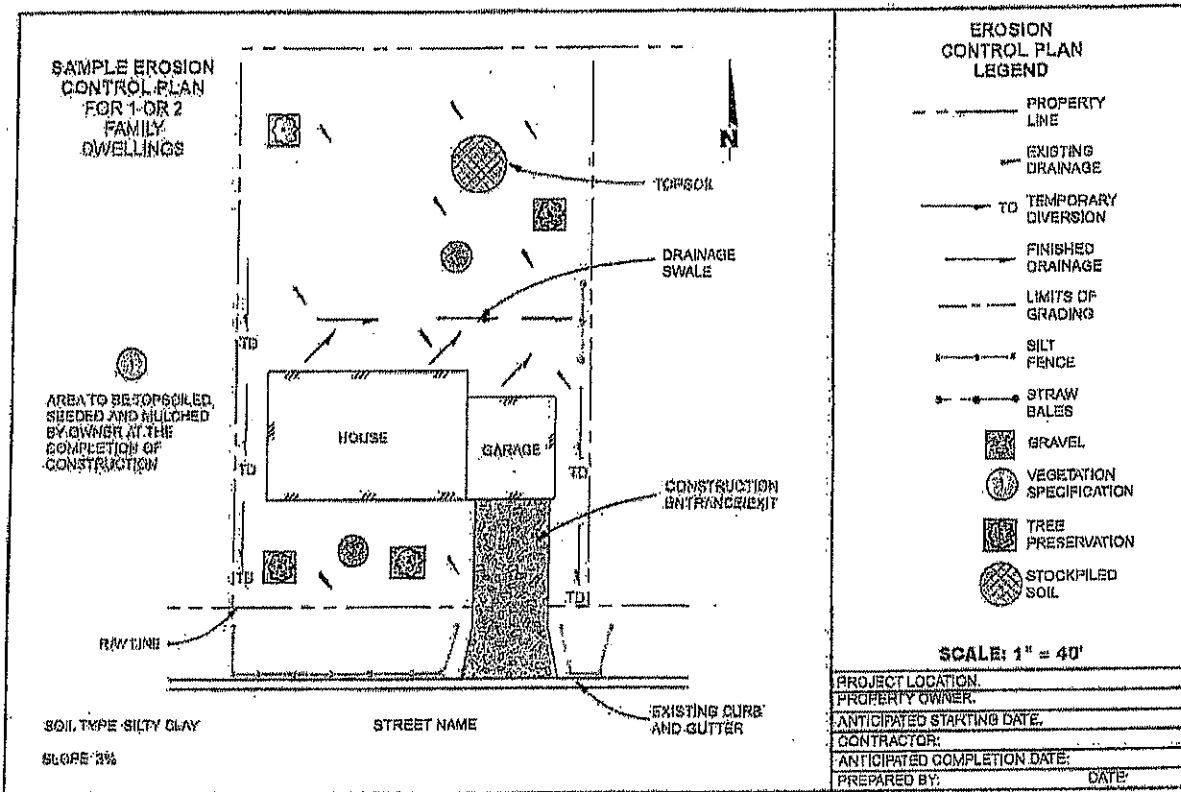 SAMPLE EROSION
CONTROL PLAN
FOR 1 OR 2
FAMILY
DWELLINGS
N
TOPSOIL
DRAINAGE
SWALE
TD
TD
AREA TO BE TOPSOILED,
SEEDED AND MULCHED
BY OWNER AT THE
COMPLETION OF
CONSTRUCTION
HOUSE
GARAGE
TD
CONSTRUCTION
ENTRANCE/EXIT
TD
TD
R/W LINE
EXISTING CURB
AND GUTTER
STREET NAME
SOIL TYPE SILTY CLAY
SLOPE 3%
EROSION
CONTROL PLAN
LEGEND
PROPERTY
LINE
EXISTING
DRAINAGE
TD TEMPORARY
DIVERSION
FINISHED
DRAINAGE
LIMITS OF
GRADING
SILT
FENCE
STRAW
BALES
GRAVEL
1 VEGETATION
SPECIFICATION
TREE
PRESERVATION
STOCKPILED
SOIL
SCALE: 1" = 40'
PROJECT LOCATION.
PROPERTY OWNER.
ANTICIPATED STARTING DATE.
CONTRACTOR:
ANTICIPATED COMPLETION DATE:
PREPARED BY: DATE: